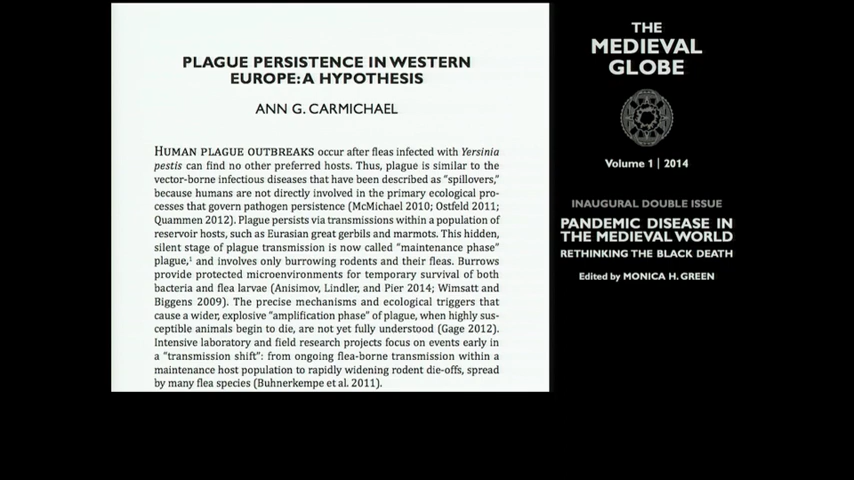 PLAGUE PERSISTENCE IN WESTERN
EUROPE: A HYPOTHESIS
ANN G. CARMICHAEL
HUMAN PLAGUE OUTBREAKS occur after fleas infected with Yersinia
pestis can find no other preferred hosts. Thus, plague is similar to the
vector-borne infectious diseases that have been described as “spillovers,”
because humans are not directly involved in the primary ecological pro-
cesses that govern pathogen persistence (McMichael 2010; Ostfeld 2011;
Quammen 2012). Plague persists via transmissions within a population of
reservoir hosts, such as Eurasian great gerbils and marmots. This hidden,
silent stage of plague transmission is now called “maintenance phase”
plague,¹ and involves only burrowing rodents and their fleas. Burrows
provide protected microenvironments for temporary survival of both
bacteria and flea larvae (Anisimov, Lindler, and Pier 2014; Wimsatt and
Biggens 2009). The precise mechanisms and ecological triggers that
cause a wider, explosive “amplification phase” of plague, when highly sus-
ceptible animals begin to die, are not yet fully understood (Gage 2012).
Intensive laboratory and field research projects focus on events early in
a “transmission shift”: from ongoing flea-borne transmission within a
maintenance host population to rapidly widening rodent die-offs, spread
by many flea species (Buhnerkempe et al. 2011).
THE
MEDIEVAL
GLOBE
Volume 1 | 2014
INAUGURAL DOUBLE ISSUE
PANDEMIC DISEASE IN
THE MEDIEVAL WORLD
RETHINKING THE BLACK DEATH
Edited by MONICA H. GREEN